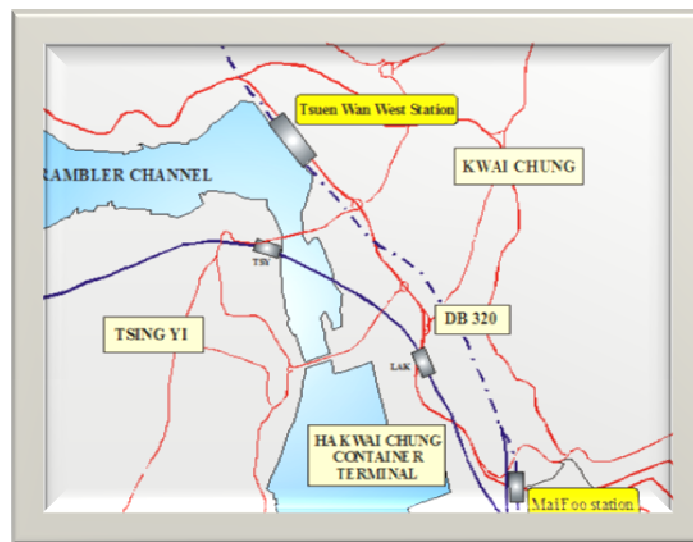 Tsuen Wan West Station
KWAI CHUNG
RAMBLER CHANNEL
TSY
DB 320
TSING YI
LAK
HA KWAI CHUNG
CONTAINER
TERMINAL
Mai Foo station